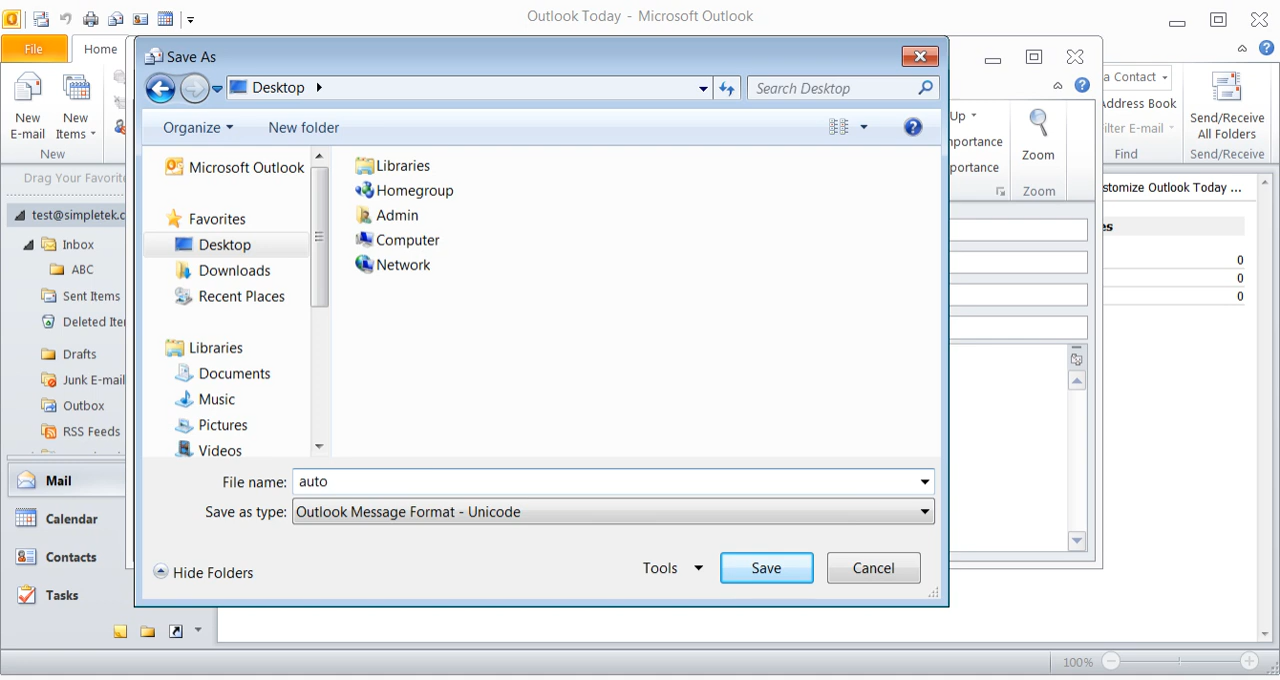 Outlook Today - Microsoft Outlook
File
Home
Save As
Desktop
Search Desktop
Organize
New folder
New E-mail
New Items
New
Drag Your Favorite
test@simpletek.c
Inbox
ABC
Sent Items
Deleted Ite
Drafts
Junk E-mail
Outbox
RSS Feeds
Mail
Calendar
Contacts
Tasks
Microsoft Outlook
Favorites
Desktop
Downloads
Recent Places
Libraries
Documents
Music
Pictures
Videos
Libraries
Homegroup
Admin
Computer
Network
File name: auto
Save as type: Outlook Message Format - Unicode
Hide Folders
Tools
Save
Cancel
Up
mportance
portance
Zoom
Zoom
a Contact
ddress Book
ilter E-mail
Find
Send/Receive
All Folders
Send/Receive
stomize Outlook Today ...
es
0
0
0
100%